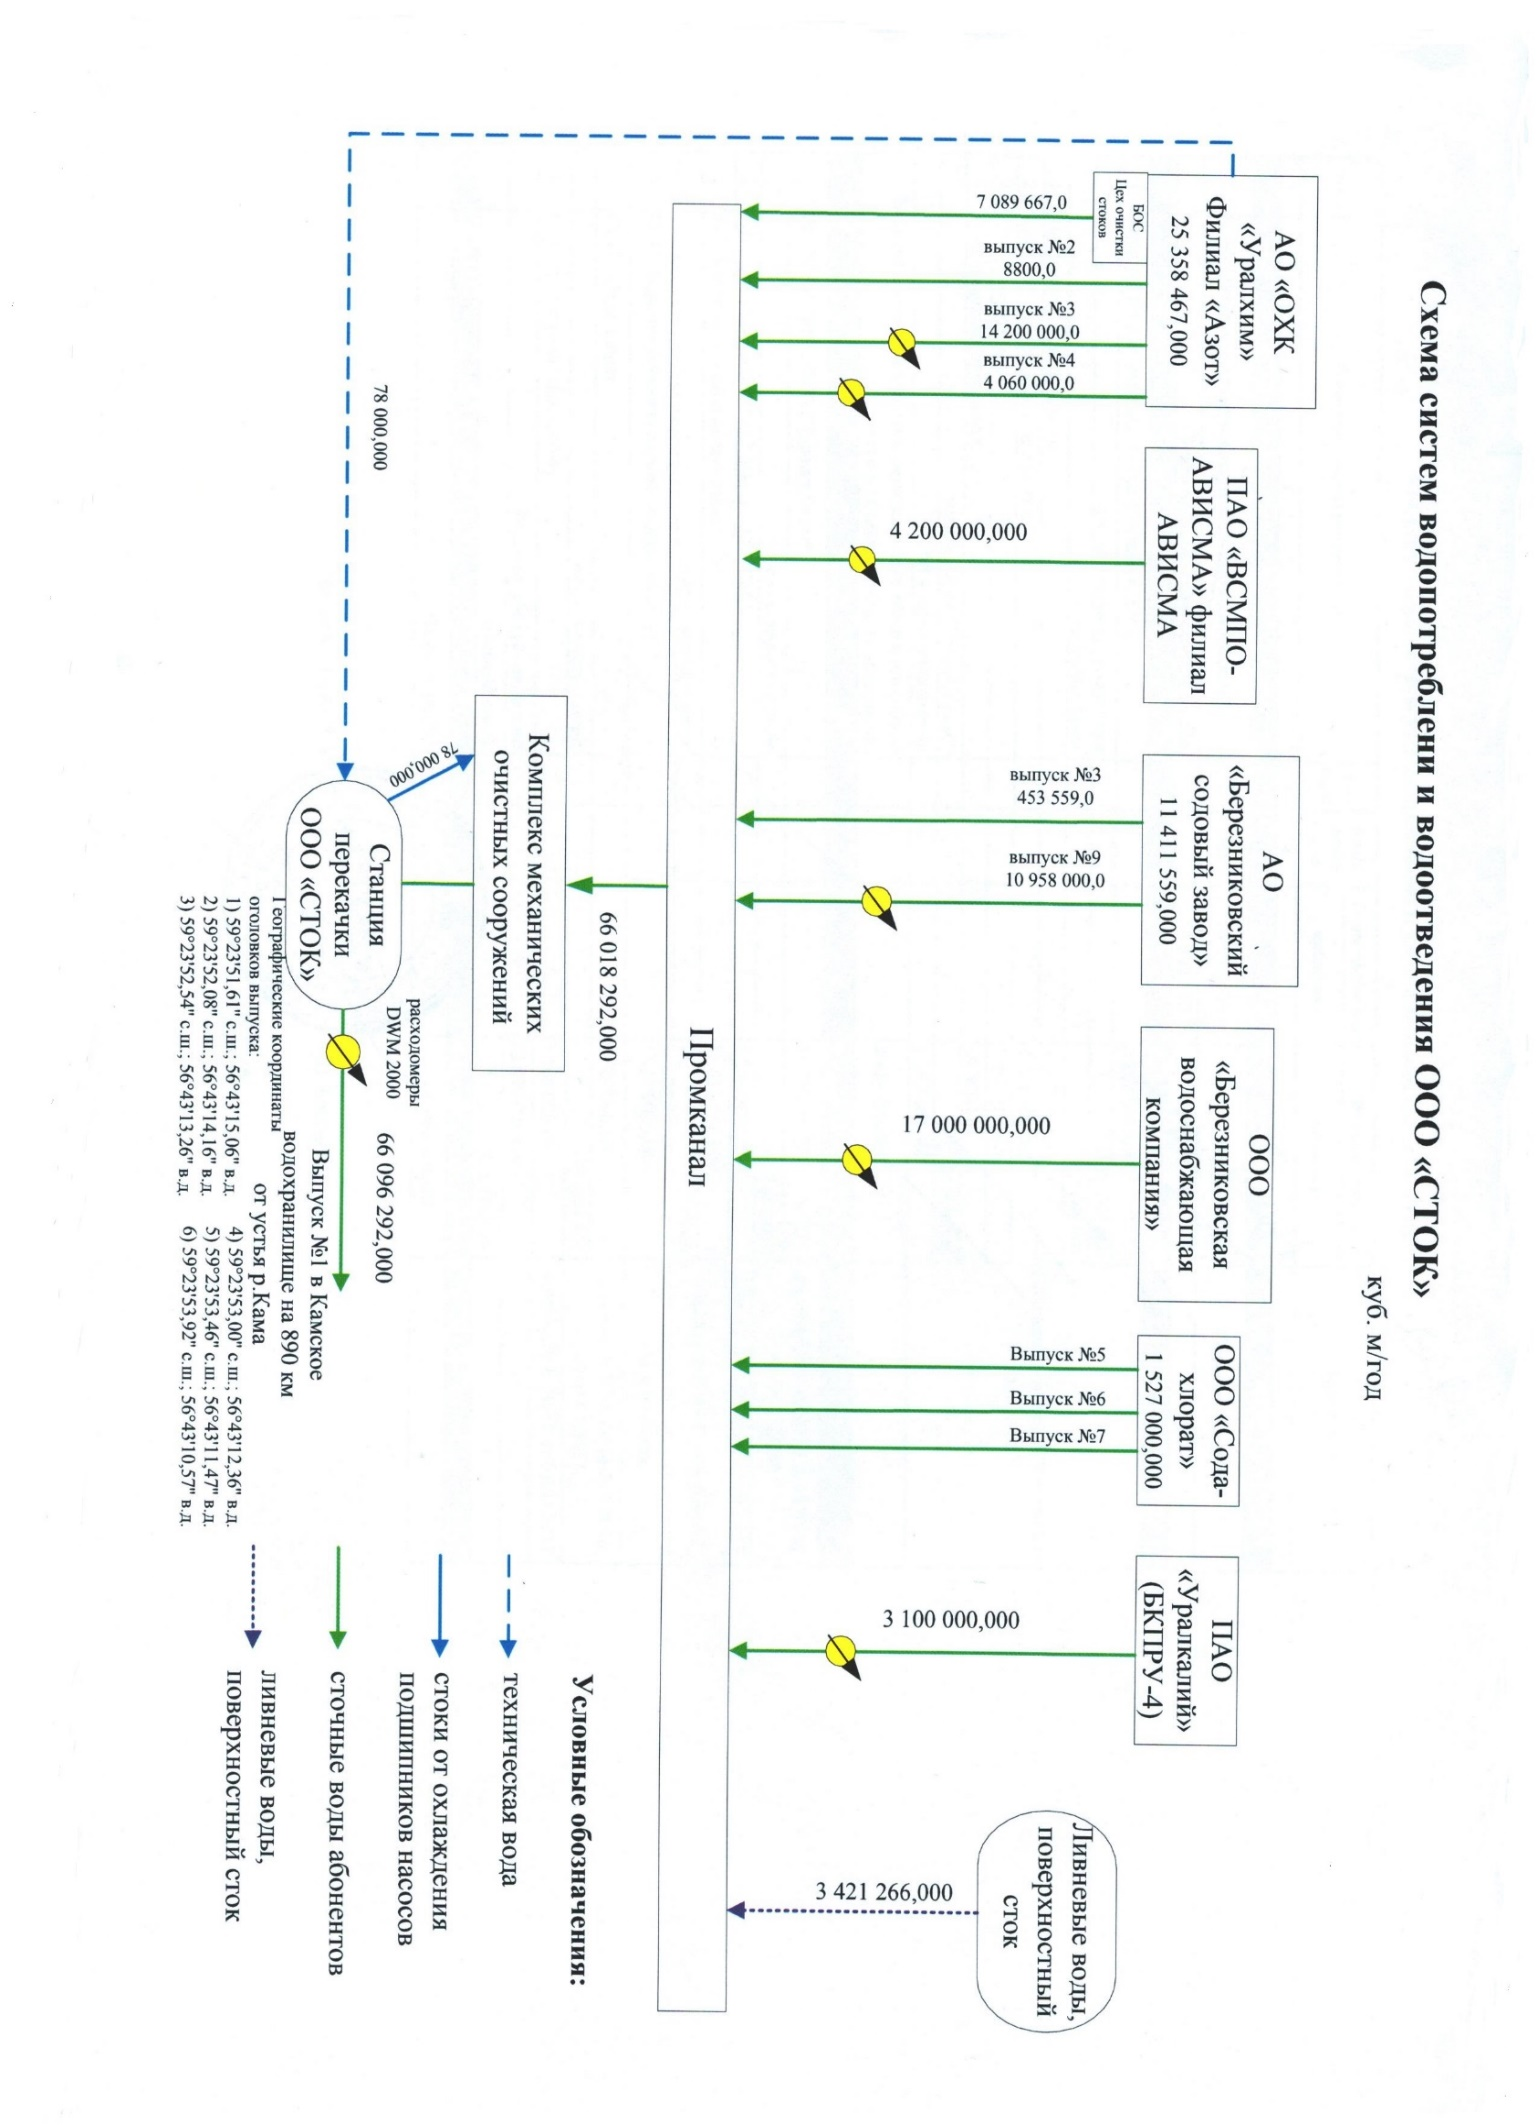 Схема систем водопотреблени и водоотведения ООО «СТОК»
куб. м/год
АО «ОХК
«Уралхим»
Филиал «Азот»
25 358 467,000
БОС
Цех очистки
стоков
7 089 667,0
выпуск №2
8800,0
выпуск №3
14 200 000,0
выпуск №4
4 060 000,0
ПАО «ВСМПО-
АВИСМА» филиал
АВИСМА
4 200 000,000
АО
«Березниковский
содовый завод»
11 411 559,000
выпуск №3
453 559,0
выпуск №9
10 958 000,0
ООО
«Березниковская
водоснабжающая
компания»
17 000 000,000
ООО «Сода-
хлорат»
1 527 000,000
Выпуск №5
Выпуск №6
Выпуск №7
ПАО
«Уралкалий»
(БКПРУ-4)
3 100 000,000
Ливневые воды,
поверхностный
сток
3 421 266,000
Промканал
66 018 292,000
Комплекс механических
очистных сооружений
78 000,000
78 000,000
Станция
перекачки
ООО «СТОК»
расходомеры
DWM 2000
66 096 292,000
Выпуск №1 в Камское
водохранилище на 890 км
от устья р.Кама
Географические координаты
оголовков выпуска:
1) 59°23'51,61" с.ш.; 56°43'15,06" в.д.
2) 59°23'52,08" с.ш.; 56°43'14,16" в.д.
3) 59°23'52,54" с.ш.; 56°43'13,26" в.д.
4) 59°23'53,00" с.ш.; 56°43'12,36" в.д.
5) 59°23'53,46" с.ш.; 56°43'11,47" в.д.
6) 59°23'53,92" с.ш.; 56°43'10,57" в.д.
Условные обозначения:
техническая вода
стоки от охлаждения
подшипников насосов
сточные воды абонентов
ливневые воды,
поверхностный сток